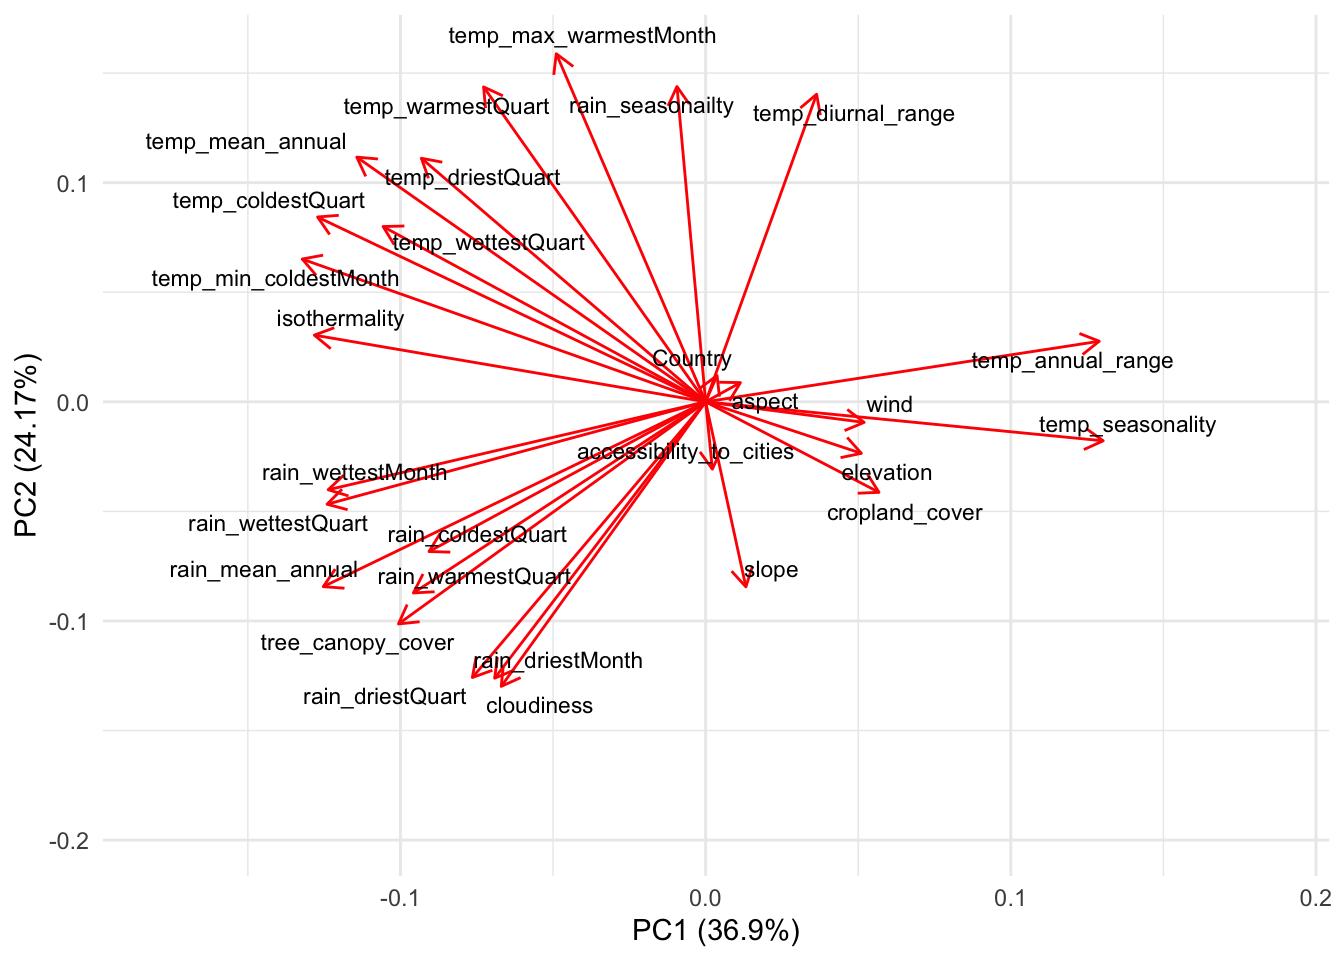 temp_max_warmestMonth
temp_warmestQuart
rain_seasonailty
temp_diurnal_range
temp_mean_annual
temp_driestQuart
temp_coldestQuart
temp_wettestQuart
temp_min_coldestMonth
isothermality
Country
temp_annual_range
aspect
wind
temp_seasonality
accessibility_to_cities
rain_wettestMonth
elevation
cropland_cover
rain_wettestQuart
rain_coldestQuart
rain_mean_annual
rain_warmestQuart
slope
tree_canopy_cover
rain_driestMonth
rain_driestQuart
cloudiness
0.1
0.0
-0.1
-0.2
PC2 (24.17%)
-0.1
0.0
0.1
0.2
PC1 (36.9%)